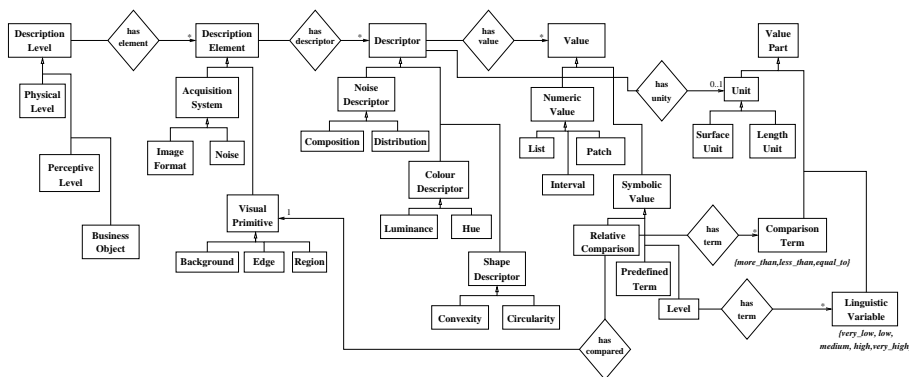 Description
Level
has
element
*
Description
Element
has
descriptor
*
Descriptor
has
value
*
Value
Value
Part
has
unity
0..1
Unit
Physical
Level
Perceptive
Level
Business
Object
Acquisition
System
Image
Format
Noise
Visual
Primitive
1
Background
Edge
Region
Noise
Descriptor
Composition
Distribution
Colour
Descriptor
Luminance
Hue
Shape
Descriptor
Convexity
Circularity
Numeric
Value
List
Patch
Interval
Symbolic
Value
Relative
Comparison
Predefined
Term
Level
has
compared
Surface
Unit
Length
Unit
has
term
*
Comparison
Term
{more_than,less_than,equal_to}
has
term
*
Linguistic
Variable
{very_low, low,
medium, high,very_high